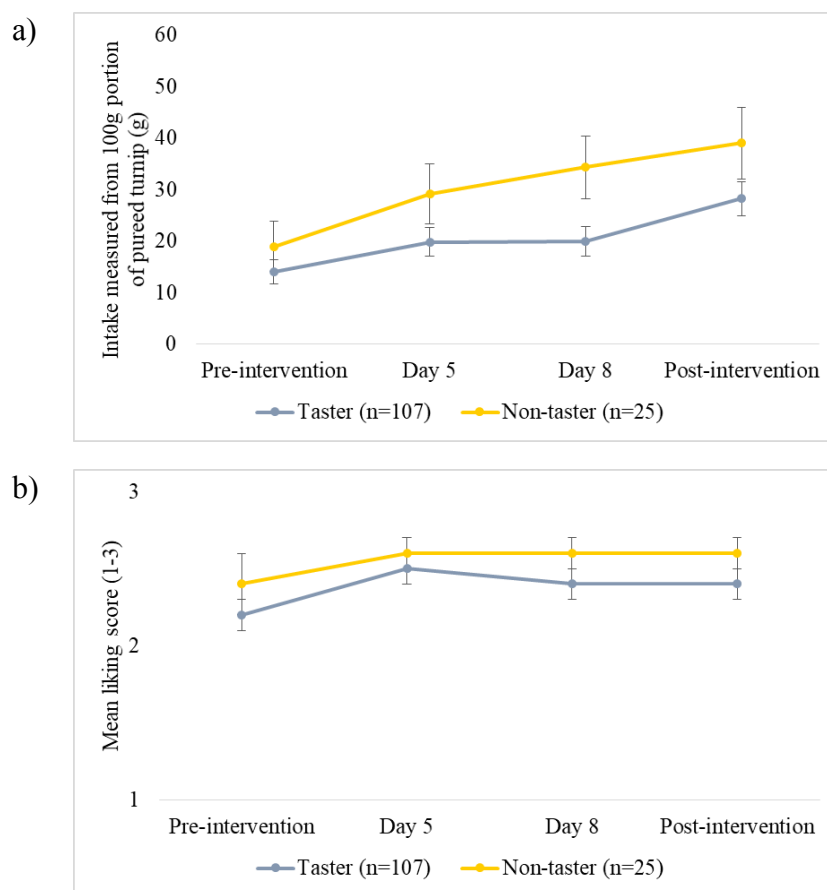 a)
Intake measured from 100g portion
of pureed turnip (g)
60
50
40
30
20
10
0
Pre-intervention Day 5 Day 8 Post-intervention
Taster (n=107) Non-taster (n=25)
b)
Mean liking score (1-3)
3
2
1
Pre-intervention Day 5 Day 8 Post-intervention
Taster (n=107) Non-taster (n=25)